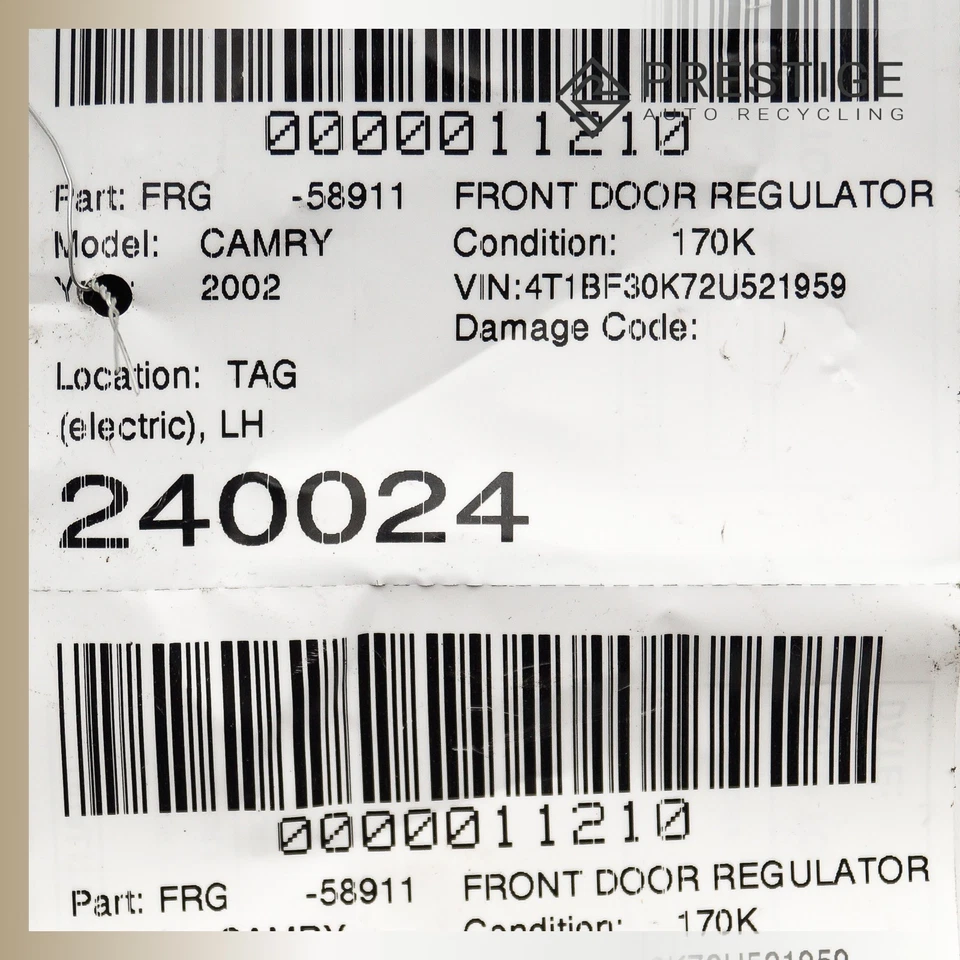 PRESTIGE
AUTO RECYCLING
0000011210
Part: FRG -58911 FRONT DOOR REGULATOR
Model: CAMRY Condition: 170K
2002 VIN:4T1BF30K72U521959
Damage Code:
Location: TAG
(electric), LH
240024
0000011210
Part: FRG -58911 FRONT DOOR REGULATOR
CAMRY Condition: 170K